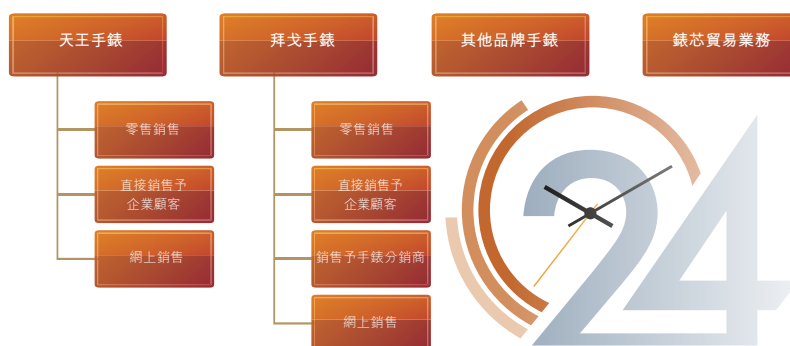 天王手錶
拜戈手錶
其他品牌手錶
錶芯貿易業務
零售銷售
直接銷售予
企業顧客
網上銷售
零售銷售
直接銷售予
企業顧客
銷售予手錶分銷商
網上銷售
24